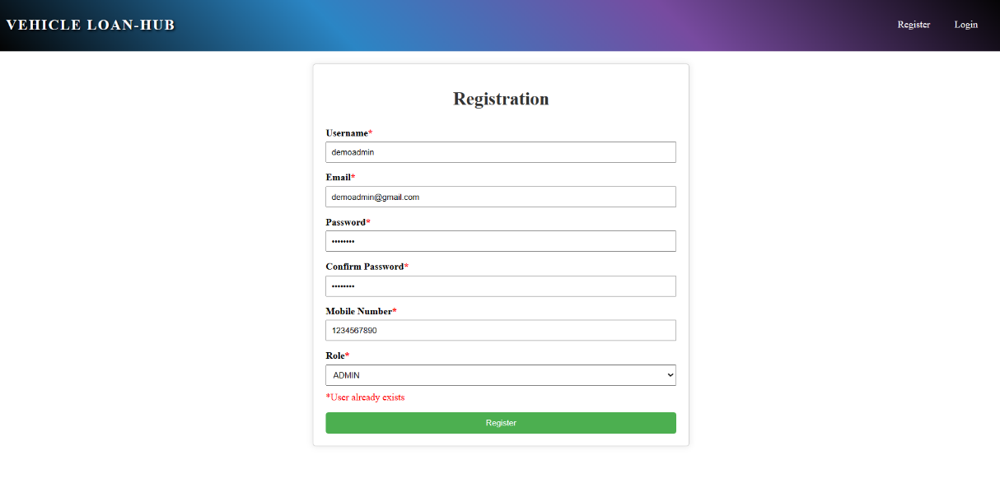 VEHICLE LOAN-HUB
Register
Login
Registration
Username*
demoadmin
Email*
demoadmin@gmail.com
Password*
••••••••
Confirm Password*
••••••••
Mobile Number*
1234567890
Role*
ADMIN
*User already exists
Register